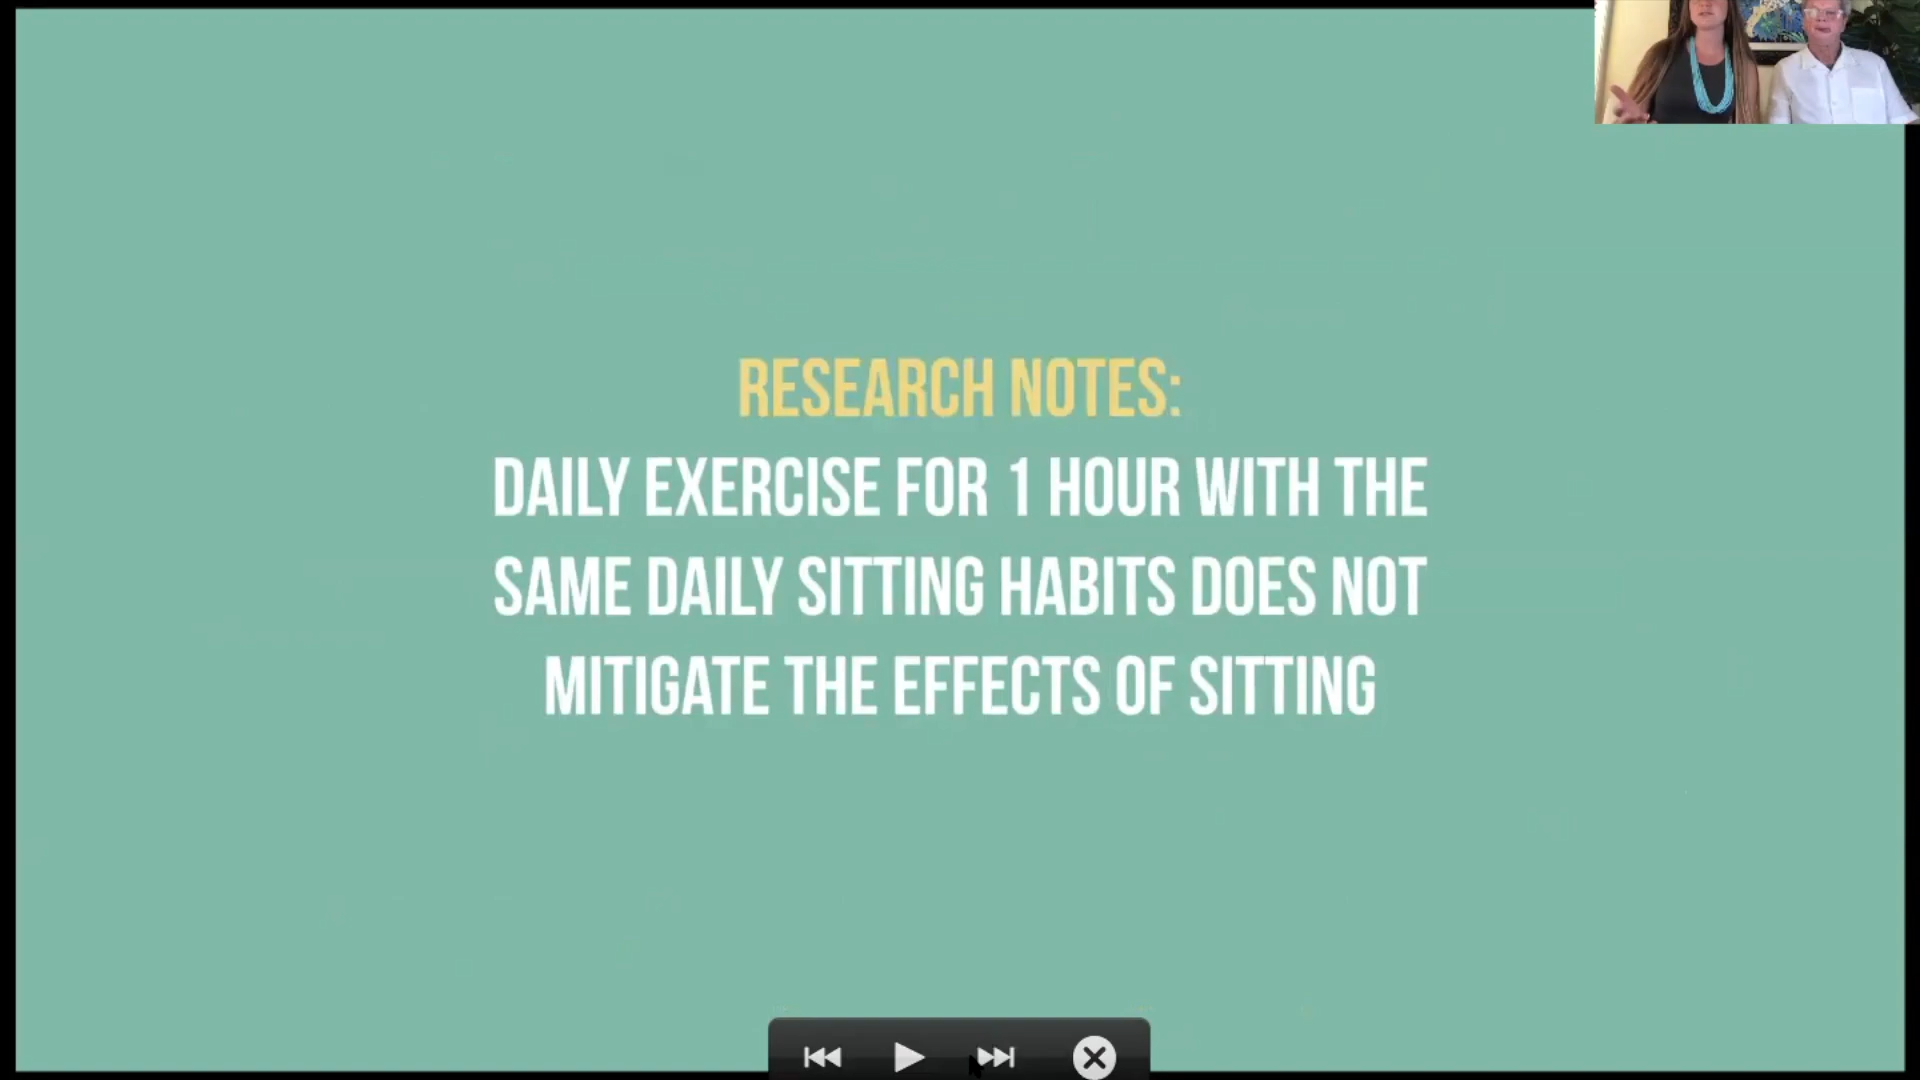 RESEARCH NOTES:
DAILY EXERCISE FOR 1 HOUR WITH THE
SAME DAILY SITTING HABITS DOES NOT
MITIGATE THE EFFECTS OF SITTING